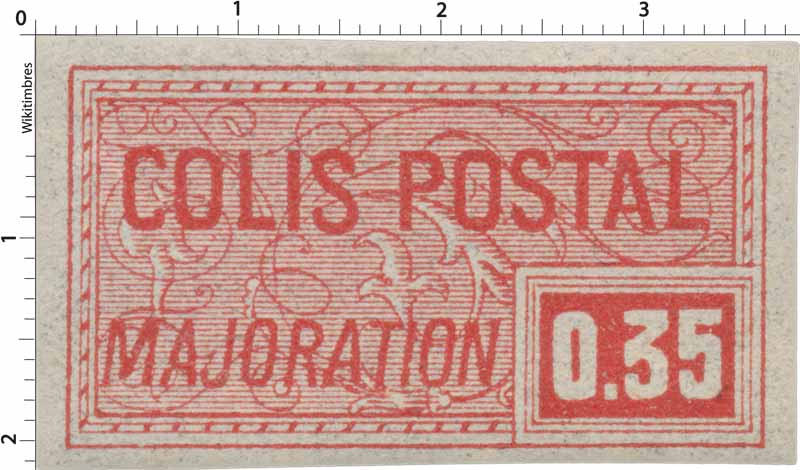 0 1 2 3
Wikitimbres
COLIS POSTAL
1
MAJORATION
0.35
2